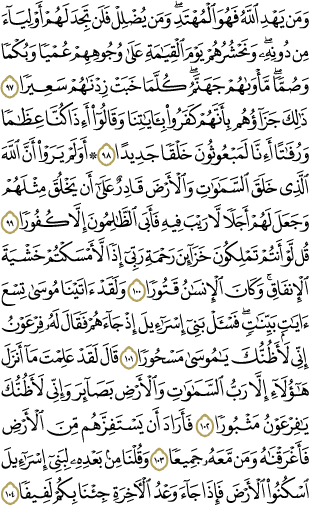 وَمَن يَهْدِ ٱللَّهُ فَهُوَ ٱلْمُهْتَدِ ۖ وَمَن يُضْلِلْ فَلَن تَجِدَ لَهُمْ أَوْلِيَآءَ
مِن دُونِهِۦ ۖ وَنَحْشُرُهُمْ يَوْمَ ٱلْقِيَٰمَةِ عَلَىٰ وُجُوهِهِمْ عُمْيًا وَبُكْمًا
وَصُمًّا ۖ مَّأْوَىٰهُمْ جَهَنَّمُ ۖ كُلَّمَا خَبَتْ زِدْنَٰهُمْ سَعِيرًا ٩٧
ذَٰلِكَ جَزَآؤُهُم بِأَنَّهُمْ كَفَرُوا۟ بِـَٔايَٰتِنَا وَقَالُوٓا۟ أَءِذَا كُنَّا عِظَٰمًا
وَرُفَٰتًا أَءِنَّا لَمَبْعُوثُونَ خَلْقًا جَدِيدًا ٩٨ ۞ أَوَلَمْ يَرَوْا۟ أَنَّ ٱللَّهَ
ٱلَّذِى خَلَقَ ٱلسَّمَٰوَٰتِ وَٱلْأَرْضَ قَادِرٌ عَلَىٰٓ أَن يَخْلُقَ مِثْلَهُمْ
وَجَعَلَ لَهُمْ أَجَلًا لَّا رَيْبَ فِيهِ فَأَبَى ٱلظَّٰلِمُونَ إِلَّا كُفُورًا ٩٩
قُل لَّوْ أَنتُمْ تَمْلِكُونَ خَزَآئِنَ رَحْمَةِ رَبِّىٓ إِذًا لَّأَمْسَكْتُمْ خَشْيَةَ
ٱلْإِنفَاقِ ۚ وَكَانَ ٱلْإِنسَٰنُ قَتُورًا ١٠٠ وَلَقَدْ ءَاتَيْنَا مُوسَىٰ تِسْعَ
ءَايَٰتٍۭ بَيِّنَٰتٍ ۖ فَسْـَٔلْ بَنِىٓ إِسْرَٰٓءِيلَ إِذْ جَآءَهُمْ فَقَالَ لَهُۥ فِرْعَوْنُ
إِنِّى لَأَظُنُّكَ يَٰمُوسَىٰ مَسْحُورًا ١٠١ قَالَ لَقَدْ عَلِمْتَ مَآ أَنزَلَ
هَٰٓؤُلَآءِ إِلَّا رَبُّ ٱلسَّمَٰوَٰتِ وَٱلْأَرْضِ بَصَآئِرَ وَإِنِّى لَأَظُنُّكَ
يَٰفِرْعَوْنُ مَثْبُورًا ١٠٢ فَأَرَادَ أَن يَسْتَفِزَّهُم مِّنَ ٱلْأَرْضِ
فَأَغْرَقْنَٰهُ وَمَن مَّعَهُۥ جَمِيعًا ١٠٣ وَقُلْنَا مِنۢ بَعْدِهِۦ لِبَنِىٓ إِسْرَٰٓءِيلَ
ٱسْكُنُوا۟ ٱلْأَرْضَ فَإِذَا جَآءَ وَعْدُ ٱلْءَاخِرَةِ جِئْنَا بِكُمْ لَفِيفًا ١٠٤